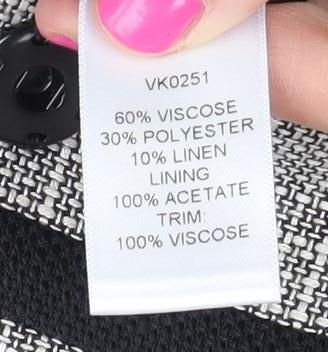 VK0251
60% VISCOSE
30% POLYESTER
10% LINEN
LINING
100% ACETATE
TRIM:
100% VISCOSE